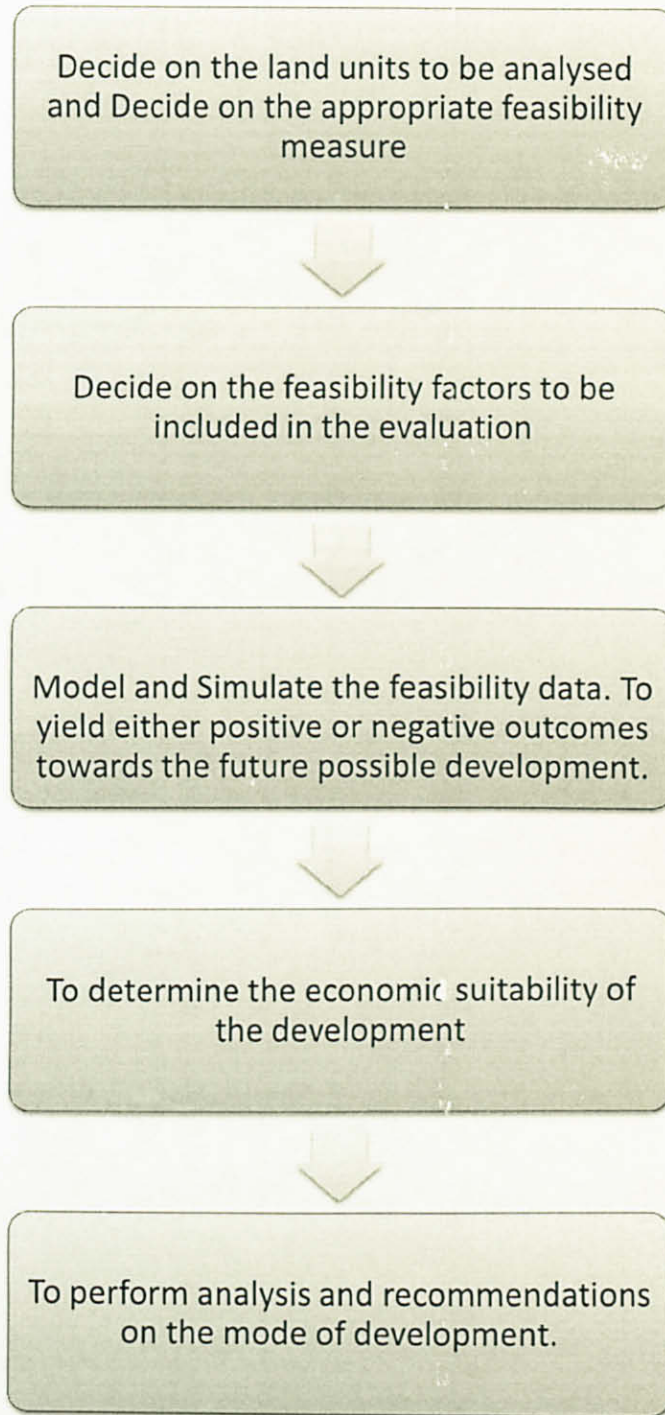 Decide on the land units to be analysed
and Decide on the appropriate feasibility
measure
Decide on the feasibility factors to be
included in the evaluation
Model and Simulate the feasibility data. To
yield either positive or negative outcomes
towards the future possible development.
To determine the economic suitability of
the development
To perform analysis and recommendations
on the mode of development.